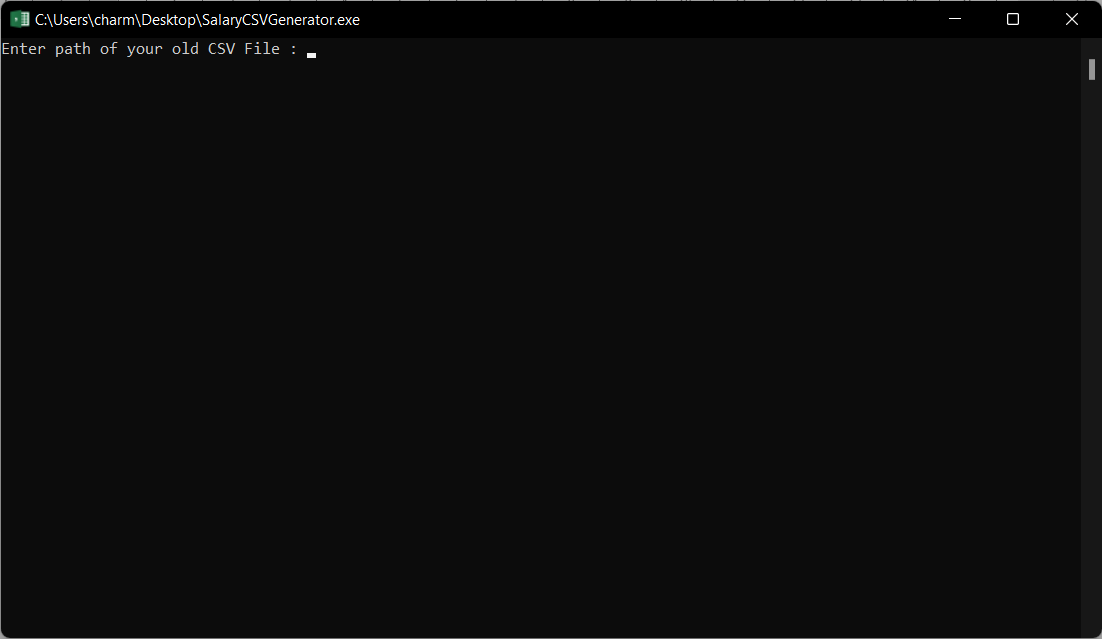 C:\Users\charm\Desktop\SalaryCSVGenerator.exe
Enter path of your old CSV File :